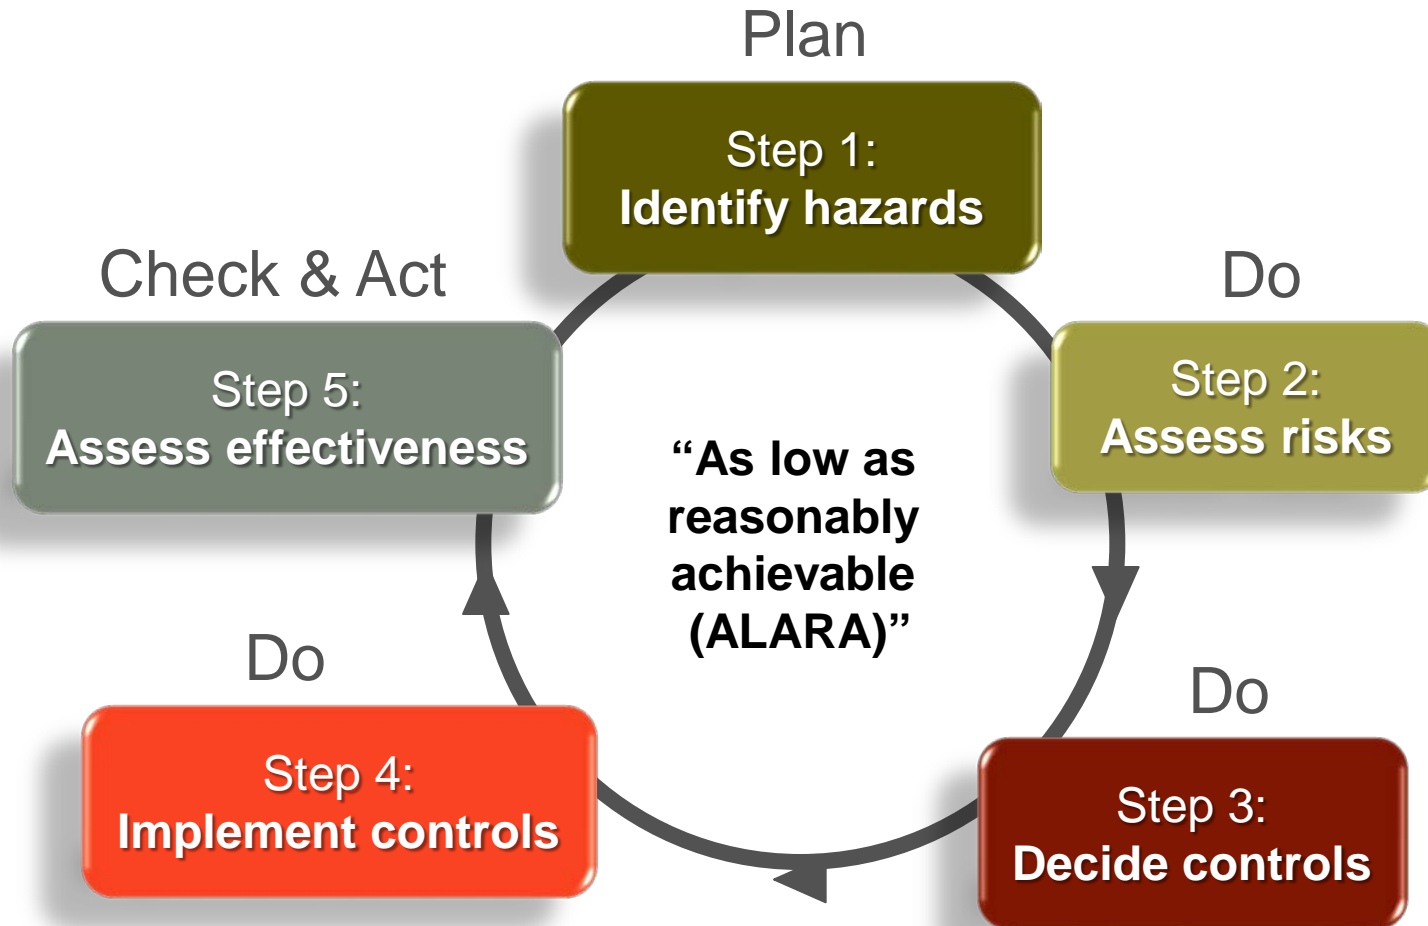 Plan
Step 1:
Identify hazards
Do
Step 2:
Assess risks
Do
Step 3:
Decide controls
Do
Step 4:
Implement controls
Check & Act
Step 5:
Assess effectiveness
“As low as
reasonably
achievable
(ALARA)”